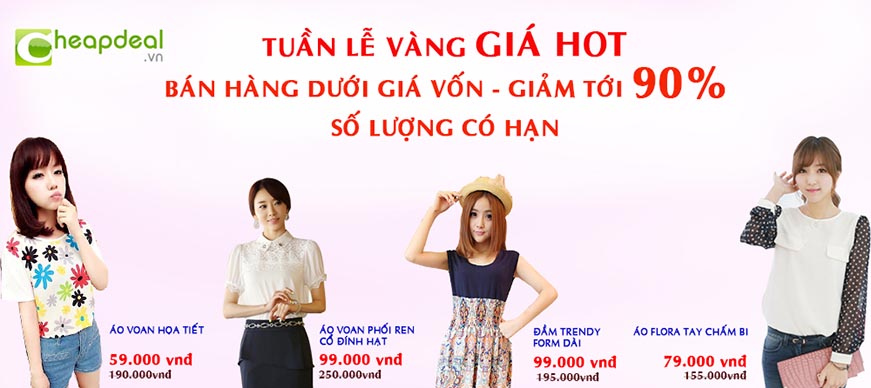 Cheapdeal
.vn
TUẦN LỄ VÀNG GIÁ HOT
BÁN HÀNG DƯỚI GIÁ VỐN - GIẢM TỚI 90%
SỐ LƯỢNG CÓ HẠN
ÁO VOAN HỌA TIẾT
59.000 vnđ
190.000vnđ
ÁO VOAN PHỐI REN
CỔ ĐÍNH HẠT
99.000 vnđ
250.000vnđ
ĐẦM TRENDY
FORM DÀI
99.000 vnđ
195.000vnđ
ÁO FLORA TAY CHẤM BI
79.000 vnđ
155.000vnđ